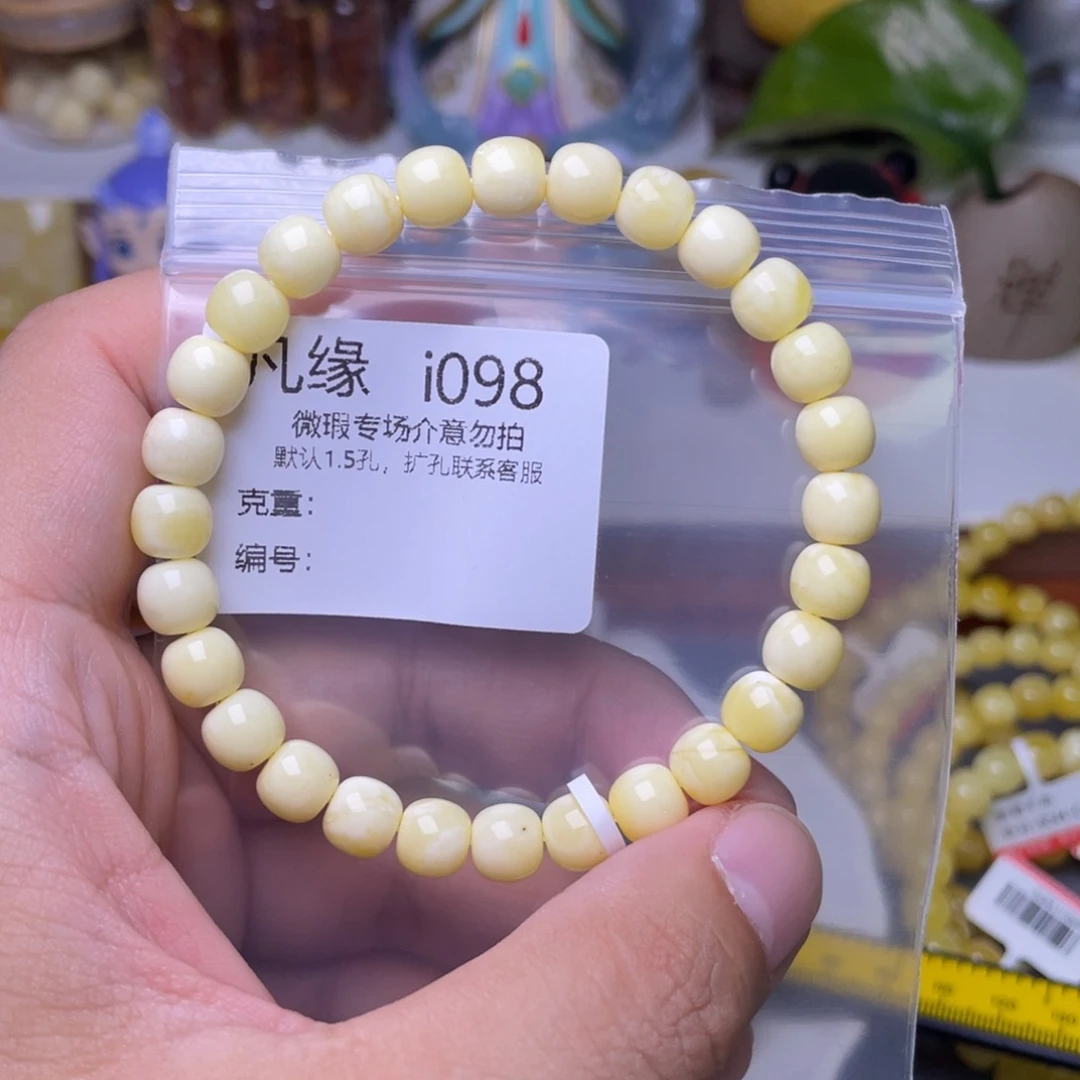 凡缘 i098
微瑕专场介意勿拍
默认1.5孔，扩孔联系客服
克重：
编号：